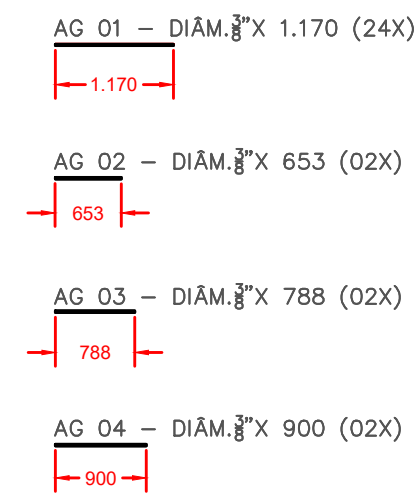 AG 01 – DIÂM.3/8"X 1.170 (24X)
1.170
AG 02 – DIÂM.3/8"X 653 (02X)
653
AG 03 – DIÂM.3/8"X 788 (02X)
788
AG 04 – DIÂM.3/8"X 900 (02X)
900